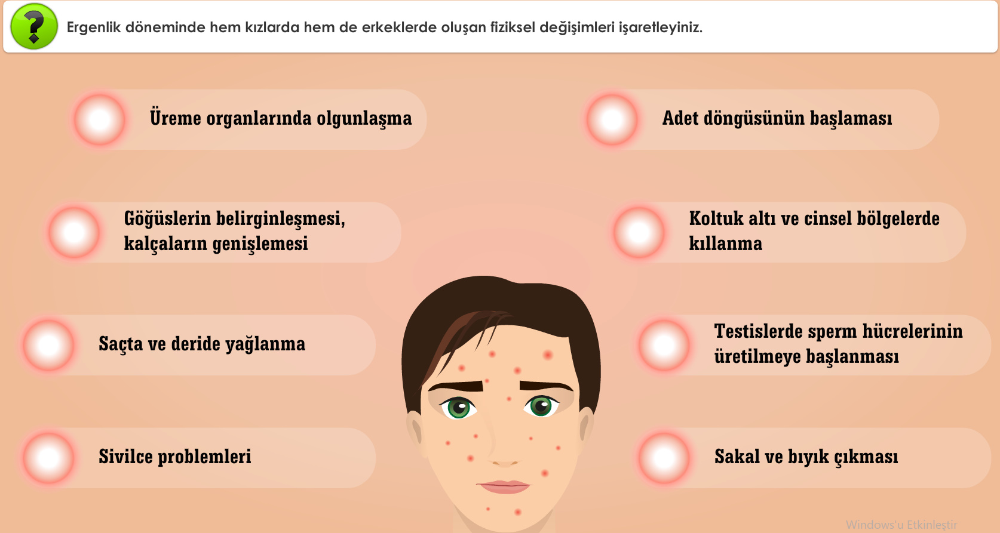 Ergenlik döneminde hem kızlarda hem de erkeklerde oluşan fiziksel değişimleri işaretleyiniz.
Üreme organlarında olgunlaşma
Adet döngüsünün başlaması
Göğüslerin belirginleşmesi,
kalçaların genişlemesi
Koltuk altı ve cinsel bölgelerde
kıllanma
Saçta ve deride yağlanma
Testislerde sperm hücrelerinin
üretilmeye başlanması
Sivilce problemleri
Sakal ve bıyık çıkması
Windows'u Etkinleştir